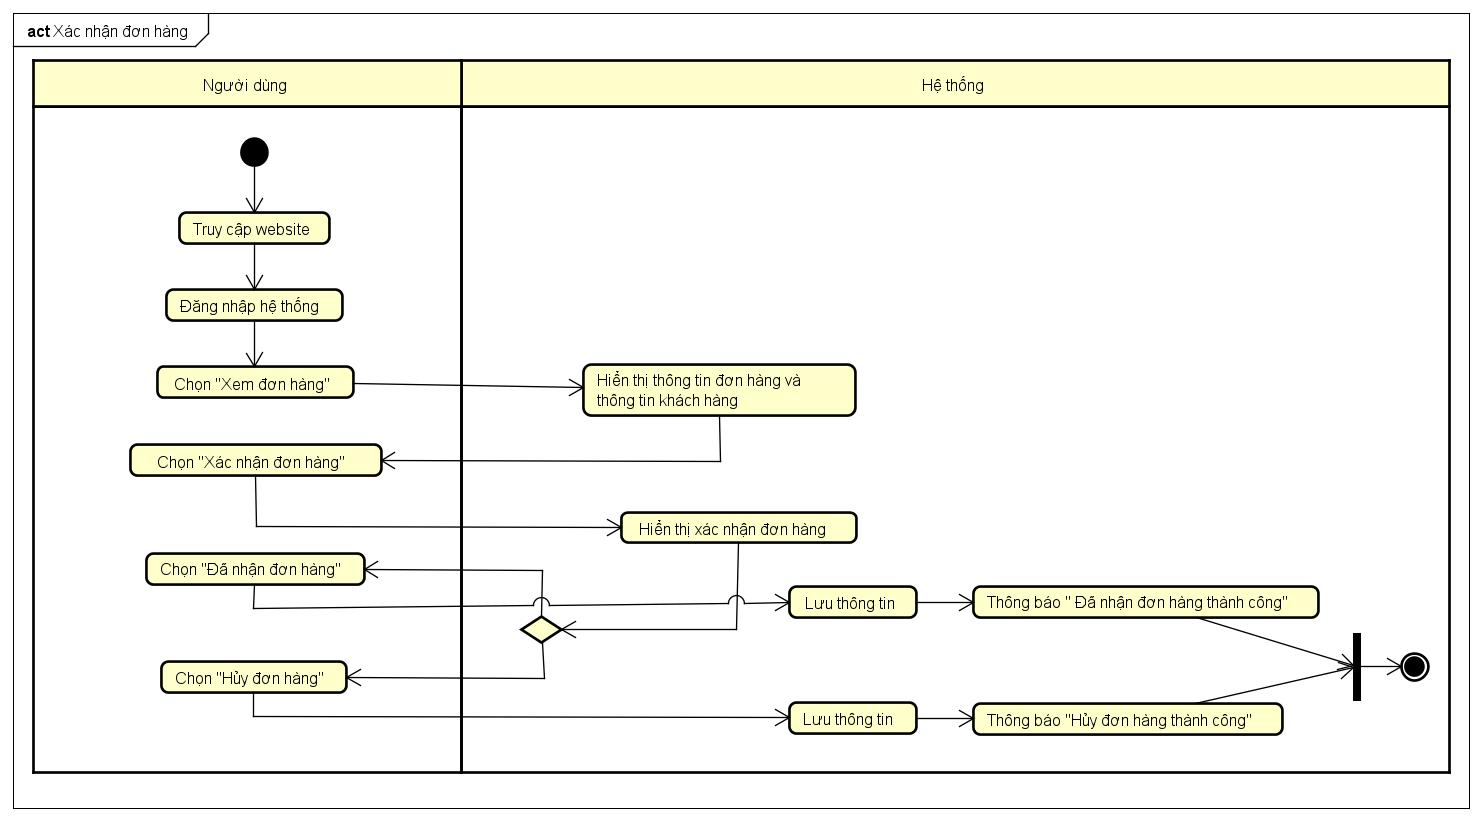 act Xác nhận đơn hàng
Người dùng
Hệ thống
Truy cập website
Đăng nhập hệ thống
Chọn "Xem đơn hàng"
Hiển thị thông tin đơn hàng và
thông tin khách hàng
Chọn "Xác nhận đơn hàng"
Hiển thị xác nhận đơn hàng
Chọn "Đã nhận đơn hàng"
Lưu thông tin
Thông báo " Đã nhận đơn hàng thành công"
Chọn "Hủy đơn hàng"
Lưu thông tin
Thông báo "Hủy đơn hàng thành công"